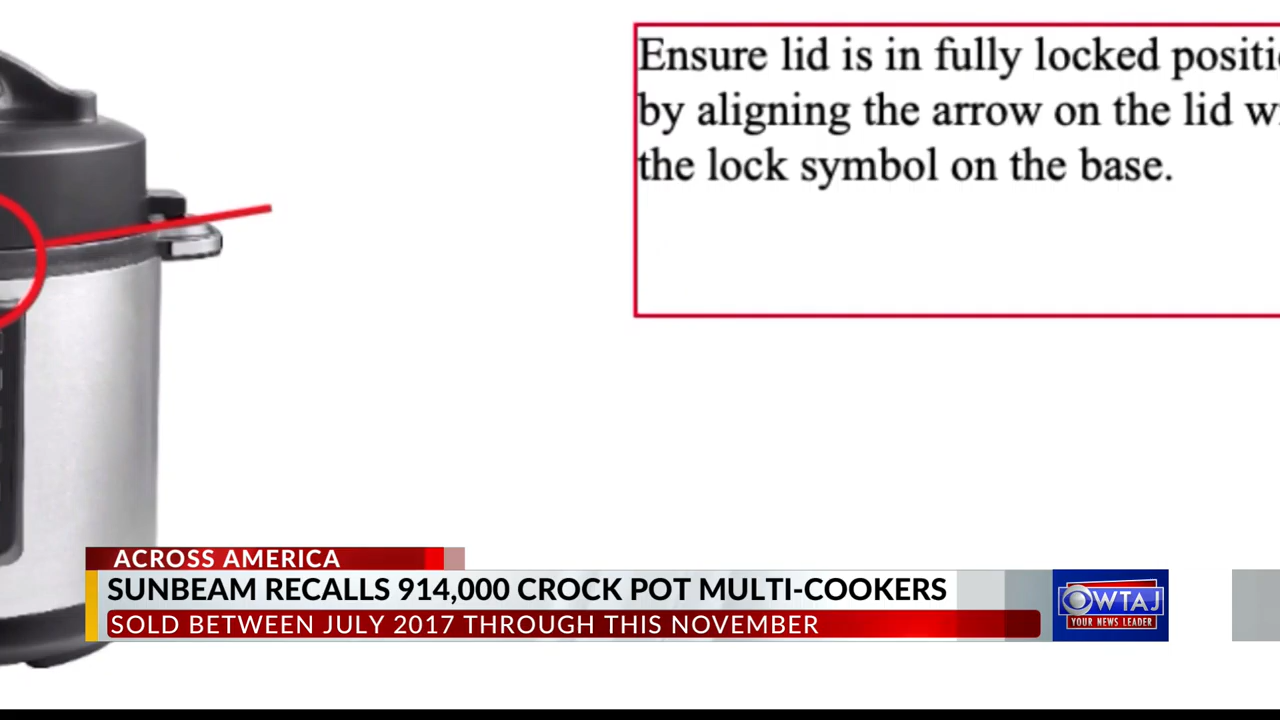 Ensure lid is in fully locked
by aligning the arrow on the lid
the lock symbol on the base.
ACROSS AMERICA
SUNBEAM RECALLS 914,000 CROCK POT MULTI-COOKERS
SOLD BETWEEN JULY 2017 THROUGH THIS NOVEMBER
WTAJ
YOUR NEWS LEADER